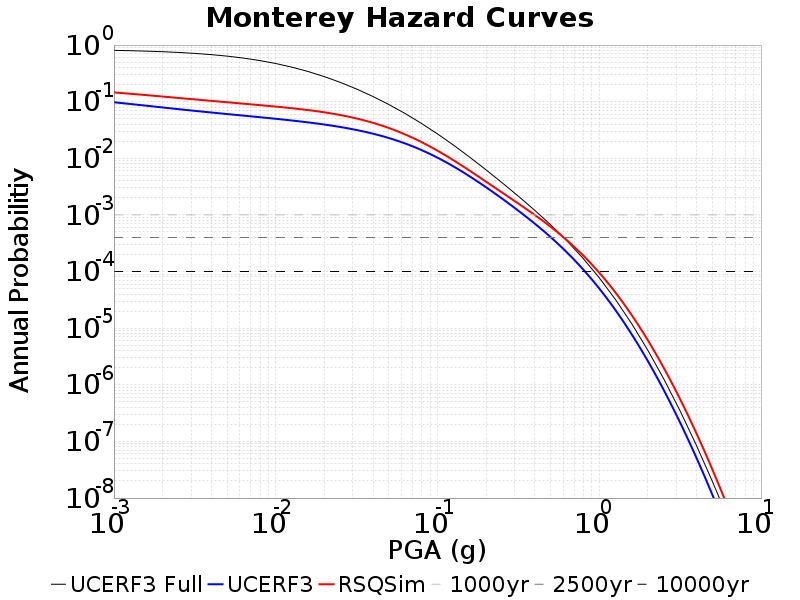 Monterey Hazard Curves
Annual Probabilitiy
10^0
10^-1
10^-2
10^-3
10^-4
10^-5
10^-6
10^-7
10^-8
10^-3 10^-2 10^-1 10^0 10^1
PGA (g)
UCERF3 Full UCERF3 RSQSim 1000yr 2500yr 10000yr